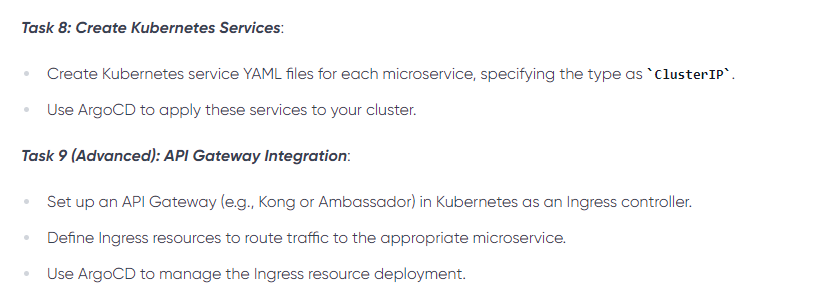 Task 8: Create Kubernetes Services:
Create Kubernetes service YAML files for each microservice, specifying the type as `ClusterIP`.
Use ArgoCD to apply these services to your cluster.
Task 9 (Advanced): API Gateway Integration:
Set up an API Gateway (e.g., Kong or Ambassador) in Kubernetes as an Ingress controller.
Define Ingress resources to route traffic to the appropriate microservice.
Use ArgoCD to manage the Ingress resource deployment.